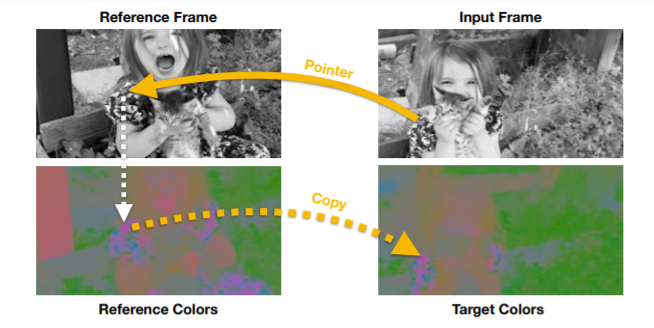 Reference Frame
Input Frame
Pointer
Copy
Reference Colors
Target Colors